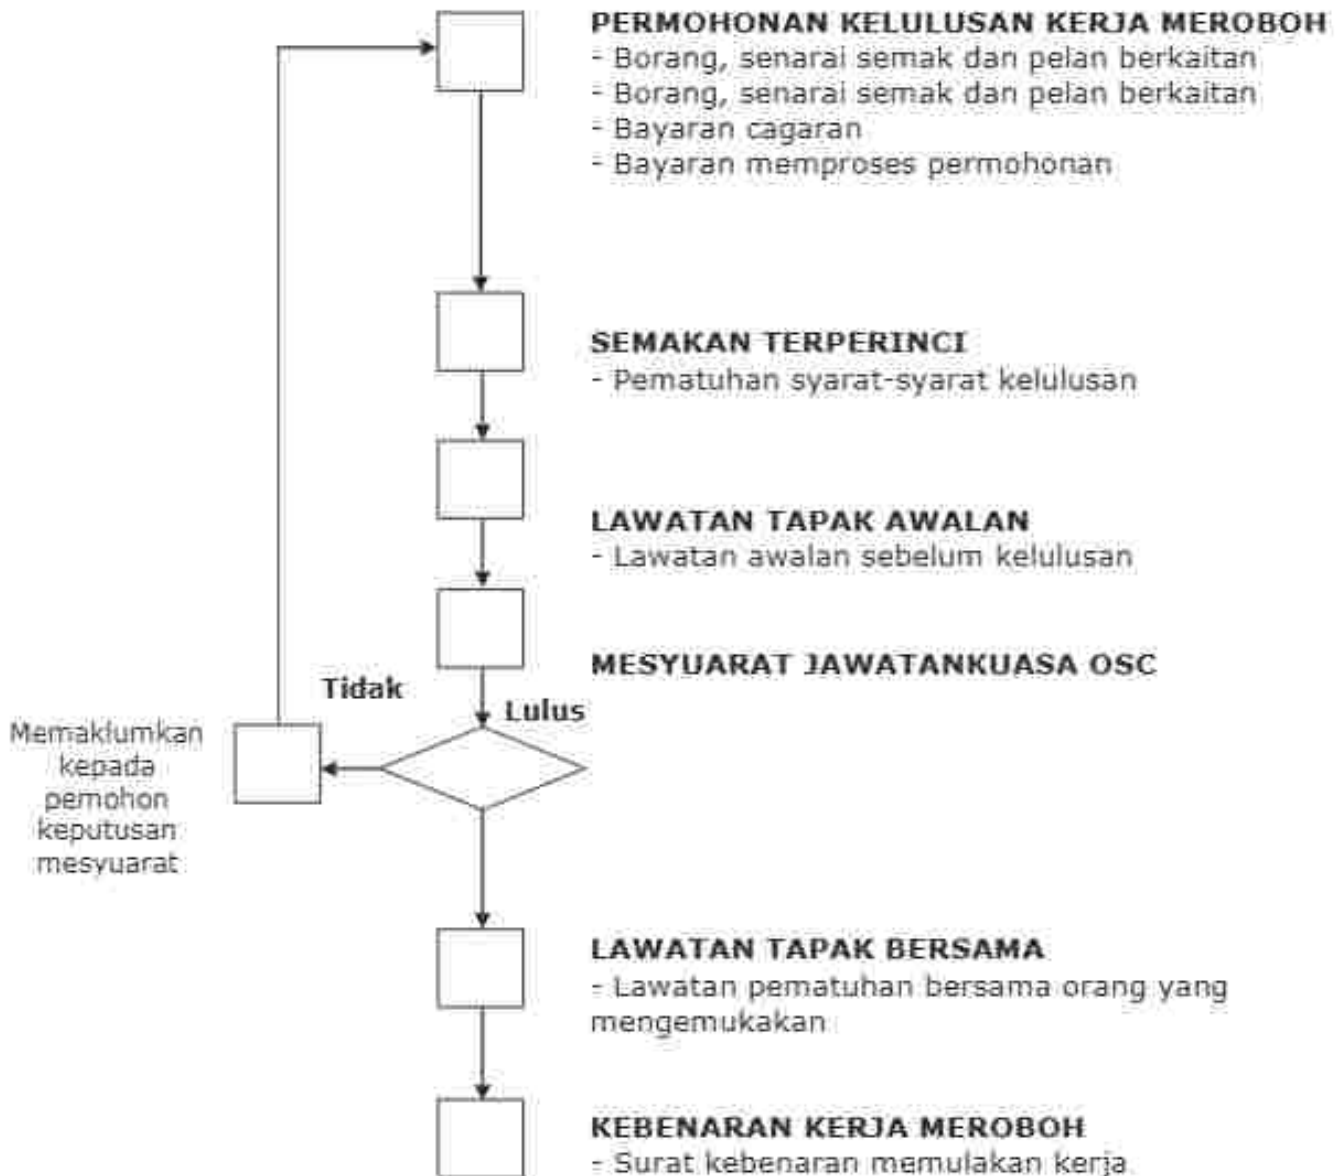 PERMOHONAN KELULUSAN KERJA MEROBOH
- Borang, senarai semak dan pelan berkaitan
- Borang, senarai semak dan pelan berkaitan
- Bayaran cagaran
- Bayaran memproses permohonan
SEMAKAN TERPERINCI
- Pematuhan syarat-syarat kelulusan
LAWATAN TAPAK AWALAN
- Lawatan awalan sebelum kelulusan
MESYUARAT JAWATANKUASA OSC
Tidak
Lulus
Memaklumkan
kepada
pemohon
keputusan
mesyuarat
LAWATAN TAPAK BERSAMA
- Lawatan pematuhan bersama orang yang
mengemukakan
KEBENARAN KERJA MEROBOH
- Surat kebenaran memulakan kerja